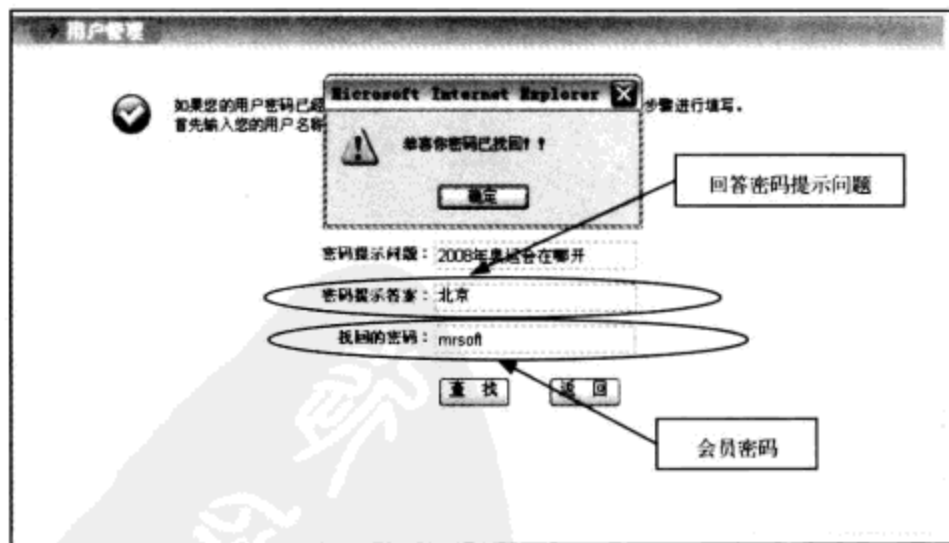 用户管理
如果您的用户密码已经
步骤进行填写。
首先输入您的用户名称
Microsoft Internet Explorer
恭喜你密码已找回!!
确定
回答密码提示问题
密码提示问题: 2008年奥运会在哪开
密码提示答案: 北京
找回的密码: mrsoft
查 找
返 回
会员密码